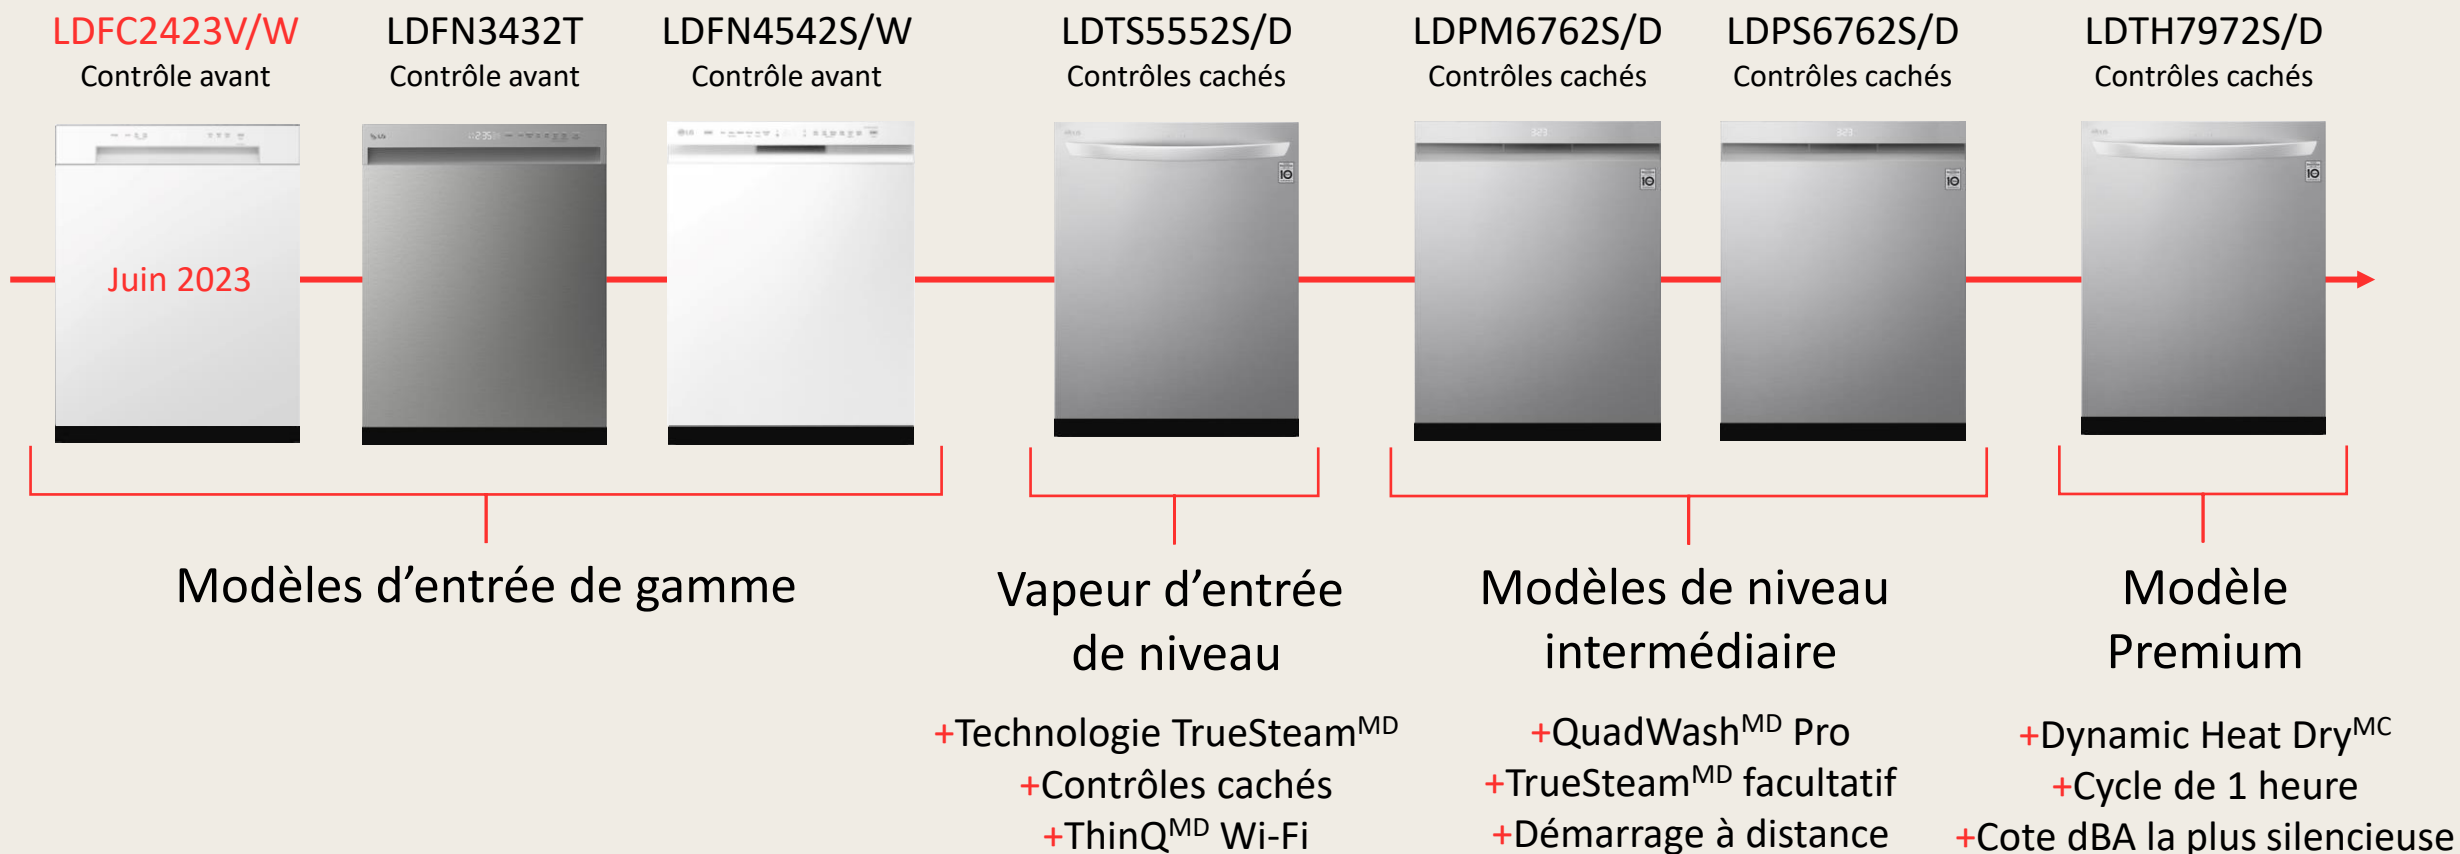 LDFC2423V/W
Contrôle avant
LDFN3432T
Contrôle avant
LDFN4542S/W
Contrôle avant
LDTS5552S/D
Contrôles cachés
LDPM6762S/D
Contrôles cachés
LDPS6762S/D
Contrôles cachés
LDTH7972S/D
Contrôles cachés
Juin 2023
Modèles d’entrée de gamme
Vapeur d’entrée
de niveau
+Technologie TrueSteamMD
+Contrôles cachés
+ThinQMD Wi-Fi
Modèles de niveau
intermédiaire
+QuadWashMD Pro
+TrueSteamMD facultatif
+Démarrage à distance
Modèle
Premium
+Dynamic Heat DryMC
+Cycle de 1 heure
+Cote dBA la plus silencieuse